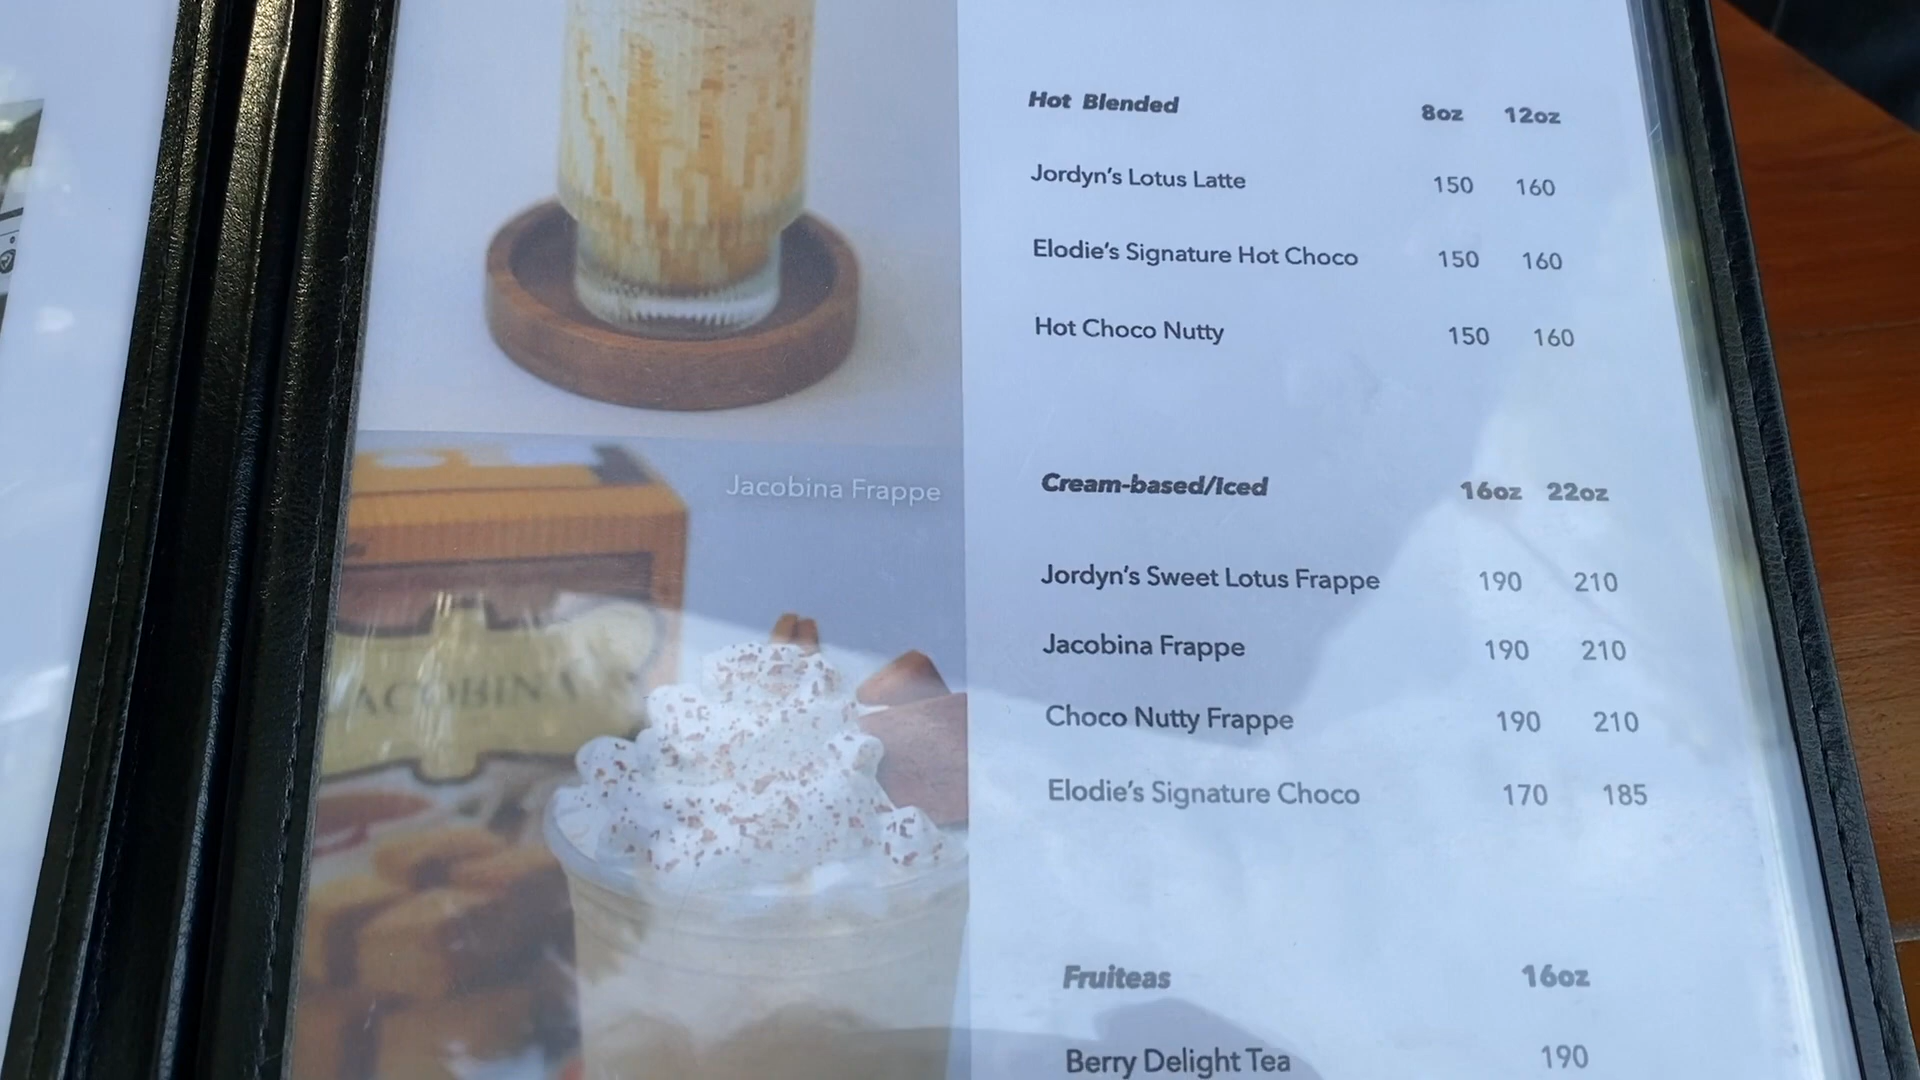 Hot Blended 8oz 12oz
Jordyn's Lotus Latte 150 160
Elodie's Signature Hot Choco 150 160
Hot Choco Nutty 150 160
Jacobina Frappe
ACOBINA
Cream-based/Iced 16oz 22oz
Jordyn's Sweet Lotus Frappe 190 210
Jacobina Frappe 190 210
Choco Nutty Frappe 190 210
Elodie's Signature Choco 170 185
Fruiteas 16oz
Berry Delight Tea 190